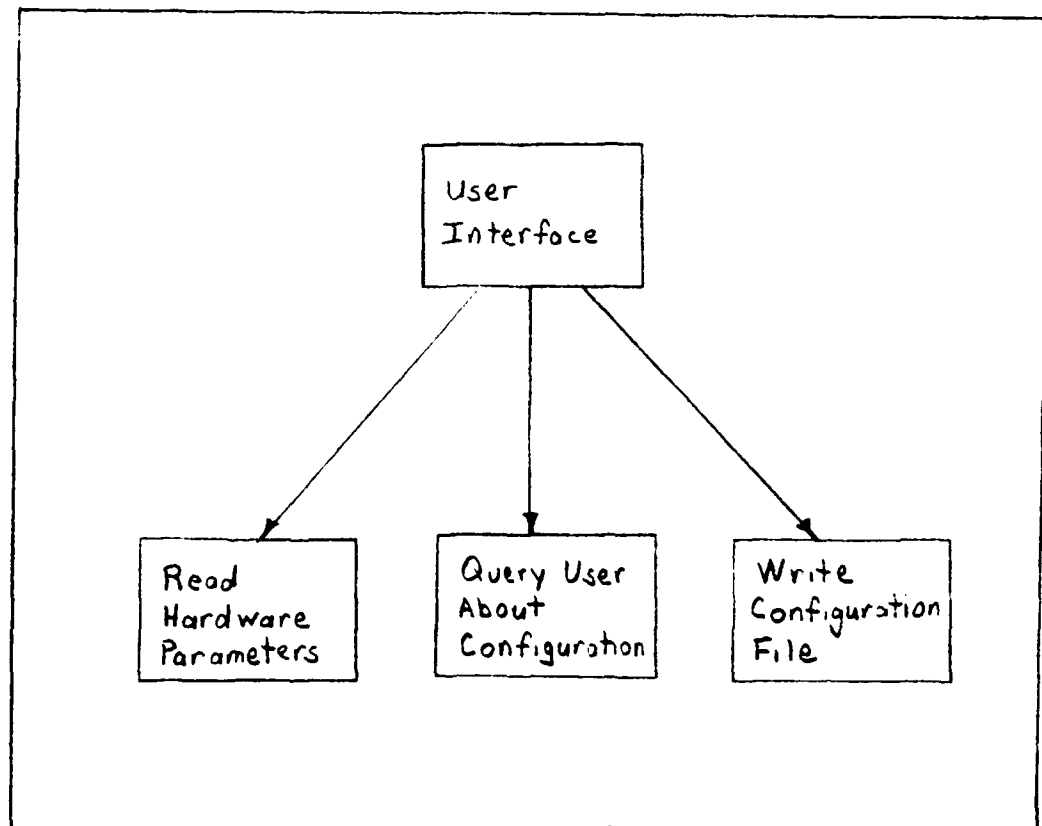 User
Interface
Read
Hardware
Parameters
Query User
About
Configuration
Write
Configuration
File